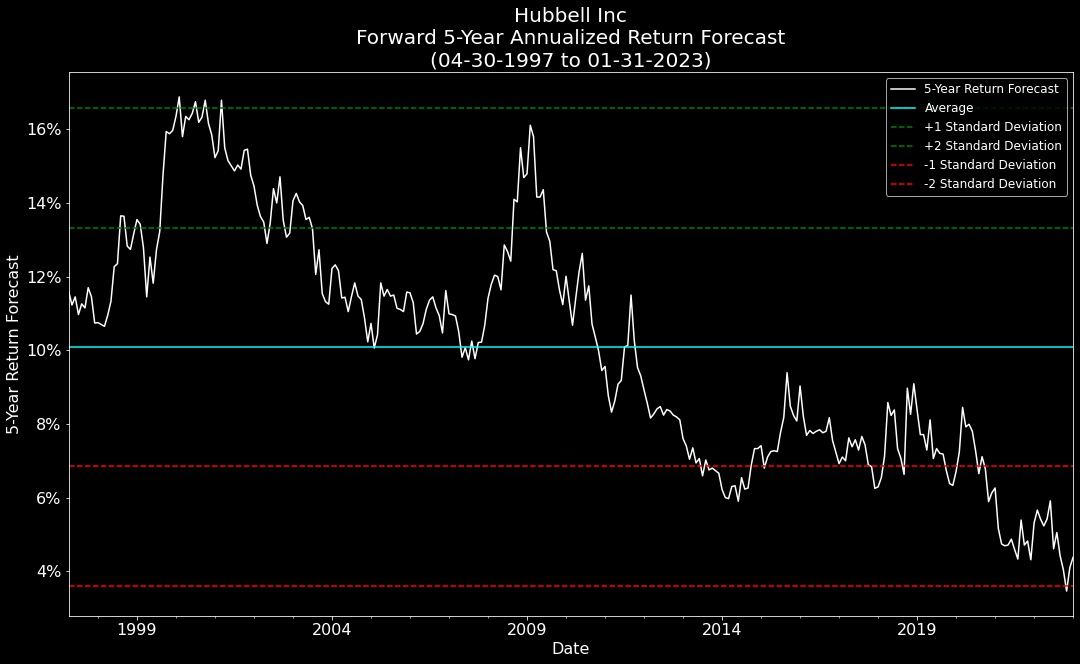 Hubbell Inc
Forward 5-Year Annualized Return Forecast
(04-30-1997 to 01-31-2023)
5-Year Return Forecast
Average
+1 Standard Deviation
+2 Standard Deviation
-1 Standard Deviation
-2 Standard Deviation
16%
14%
12%
10%
8%
6%
4%
5-Year Return Forecast
1999
2004
2009
2014
2019
Date